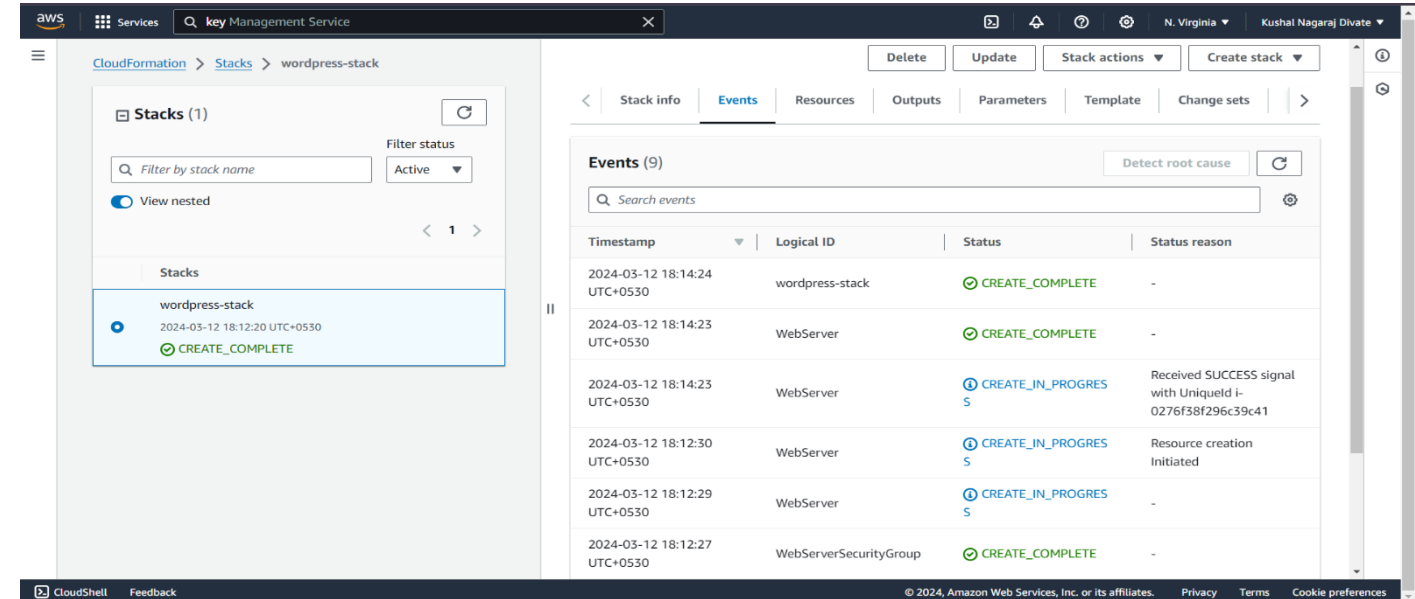 aws
Services
key Management Service
N. Virginia ▼
Kushal Nagaraj Divate ▼
CloudFormation > Stacks > wordpress-stack
Delete
Update
Stack actions ▼
Create stack ▼
Stacks (1)
Filter status
Filter by stack name
Active ▼
View nested
< 1 >
Stacks
wordpress-stack
2024-03-12 18:12:20 UTC+0530
CREATE_COMPLETE
Stack info
Events
Resources
Outputs
Parameters
Template
Change sets
Events (9)
Detect root cause
Search events
Timestamp
Logical ID
Status
Status reason
2024-03-12 18:14:24
UTC+0530
wordpress-stack
CREATE_COMPLETE
-
2024-03-12 18:14:23
UTC+0530
WebServer
CREATE_COMPLETE
-
2024-03-12 18:14:23
UTC+0530
WebServer
CREATE_IN_PROGRES
S
Received SUCCESS signal
with UniqueId i-
0276f38f296c39c41
2024-03-12 18:12:30
UTC+0530
WebServer
CREATE_IN_PROGRES
S
Resource creation
Initiated
2024-03-12 18:12:29
UTC+0530
WebServer
CREATE_IN_PROGRES
S
-
2024-03-12 18:12:27
UTC+0530
WebServerSecurityGroup
CREATE_COMPLETE
-
CloudShell
Feedback
© 2024, Amazon Web Services, Inc. or its affiliates.
Privacy
Terms
Cookie preferences